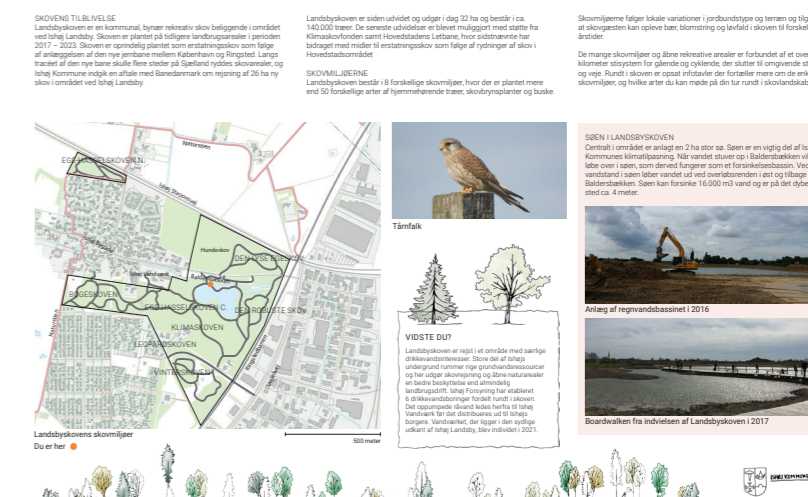 SKOVENS TILBLIVELSE
Landsbyskoven er en kommunal, bynær rekreativ skov beliggende i området
ved Ishøj Landsby. Skoven er plantet på tidligere landbrugsarealer i perioden
2017 – 2023. Skoven er oprindelig plantet som erstatningsskov som følge
af anlæggelsen af den nye jernbane mellem København og Ringsted. Langs
tracéet af den nye bane skulle flere steder på Sjælland ryddes skovarealer, og
Ishøj Kommune indgik en aftale med Banedanmark om rejsning af 26 ha ny
skov i området ved Ishøj Landsby.
Landsbyskoven er siden udvidet og udgør i dag 32 ha og består i ca.
140.000 træer. De seneste udvidelser er blevet muliggjort med støtte fra
Klimaskovfonden samt Hovedstadens Letbane, hvor sidstnævnte har
bidraget med midler til erstatningsskov som følge af rydninger af skov i
Hovedstadsområdet
SKOVMILJØERNE
Landsbyskoven består i 8 forskellige skovmiljøer, hvor der er plantet mere
end 50 forskellige arter af hjemmehørende træer, skovbrynsplanter og buske.
Skovmiljøerne følger lokale variationer i jordbundstype og terræn og
at skovgæsten kan opleve bær, blomstring og løvfald i skoven til
årstider.
De mange skovmiljøer og åbne rekreative arealer er forbundet af et
kilometer stisystem for gående og cyklende, der slutter til omgivende
og veje. Rundt i skoven er opsat infotavler der fortæller mere om de
skovmiljøer, og hvilke arter du kan møde på din tur rundt i
EGE-HASSELSKOVEN N.
Naturstien
Ishøj Stationsvej
Hundeskov
DEN LYSE EGESKOV
Ishøj Vandværk
BØGESKOVEN
EGE-HASSELSKOVEN C.
DEN ROBUSTE SKOV
KLIMASKOVEN
LEOPARDSKOVEN
VINTERSKOVEN
Naturstien
Landsbyskovens skovmiljøer
Du er her
500 meter
Tårnfalk
VIDSTE DU?
Landsbyskoven er rejst i et område med særlige
drikkevandsinteresser. Store del af Ishøjs
undergrund rummer rige grundvandsressourcer
og her udgør skovrejsning og åbne naturarealer
en bedre beskyttelse end almindelig
landbrugsdrift. Ishøj Forsyning har etableret
6 drikkevandsboringer fordelt rundt i skoven.
Det oppumpede råvand ledes herfra til Ishøj
Vandværk før det distribueres ud til Ishøjs
borgere. Vandværket, der ligger i den sydlige
udkant af Ishøj Landsby, blev indviet i 2021.
SØEN I LANDSBYSKOVEN
Centralt i området er anlagt en 2 ha stor sø. Søen er en vigtig del af
Kommunes klimatilpasning. Når vandet stuver op i Baldersbækken
løbe over i søen, som derved fungerer som et forsinkelsesbassin.
vandstand i søen løber vandet ud ved overløbsrenden i øst og tilbage
Baldersbækken. Søen kan forsinke 16.000 m3 vand og er på det
sted ca. 4 meter.
Anlæg af regnvandsbassinet i 2016
Boardwalken fra indvielsen af Landsbyskoven i 2017